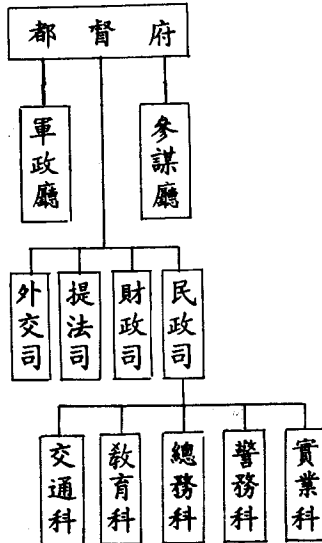 都督府
軍政廳
參謀廳
外交司
提法司
財政司
民政司
交通科
教育科
總務科
警務科
實業科